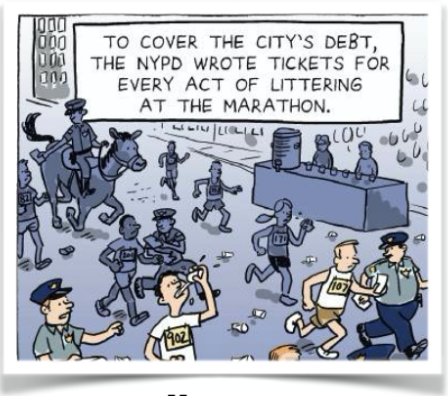 TO COVER THE CITY'S DEBT,
THE NYPD WROTE TICKETS FOR
EVERY ACT OF LITTERING
AT THE MARATHON.
171
107
902